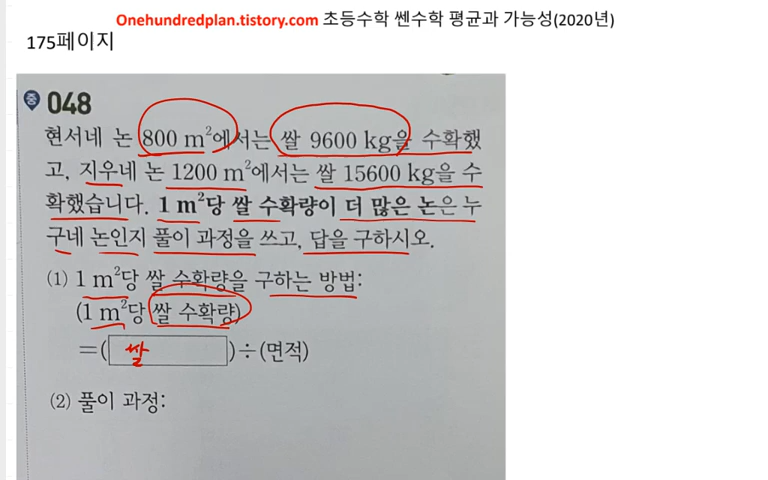 Onehundredplan.tistory.com 초등수학 쎈수학 평균과 가능성(2020년)
175페이지
중 048
현서네 논 800 m²에서는 쌀 9600 kg을 수확했
고, 지우네 논 1200 m²에서는 쌀 15600 kg을 수
확했습니다. 1 m²당 쌀 수확량이 더 많은 논은 누
구네 논인지 풀이 과정을 쓰고, 답을 구하시오.
(1) 1 m²당 쌀 수확량을 구하는 방법:
(1 m²당 쌀 수확량)
=( 쌀 )÷(면적)
(2) 풀이 과정: